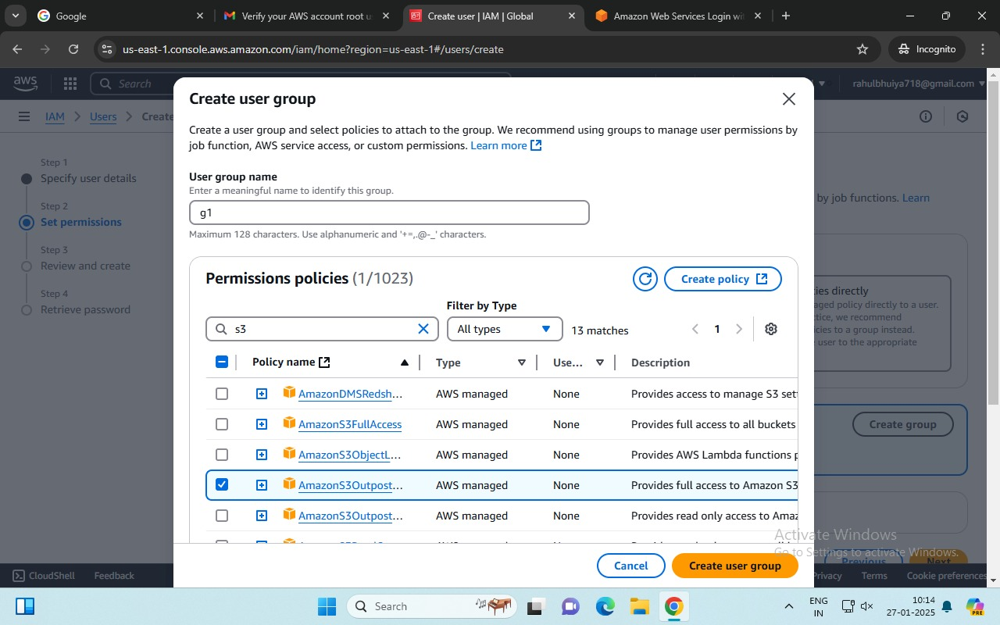 Google
Verify your AWS account root u
Create user | IAM | Global
Amazon Web Services Login wit
us-east-1.console.aws.amazon.com/iam/home?region=us-east-1#/users/create
Incognito
aws
Search
rahulbhuiya718@gmail.com
IAM
Users
Create
Step 1
Specify user details
Step 2
Set permissions
Step 3
Review and create
Step 4
Retrieve password
Create user group
Create a user group and select policies to attach to the group. We recommend using groups to manage user permissions by
job function, AWS service access, or custom permissions. Learn more
User group name
Enter a meaningful name to identify this group.
g1
Maximum 128 characters. Use alphanumeric and '+=,.@-_' characters.
Permissions policies (1/1023)
Create policy
Filter by Type
s3
All types
13 matches
1
Policy name
Type
Use...
Description
AmazonDMSRedsh...
AWS managed
None
Provides access to manage S3 sett
AmazonS3FullAccess
AWS managed
None
Provides full access to all buckets
AmazonS3ObjectL...
AWS managed
None
Provides AWS Lambda functions p
AmazonS3Outpost...
AWS managed
None
Provides full access to Amazon S3
AmazonS3Outpost...
AWS managed
None
Provides read only access to Amaz
Cancel
Create user group
by job functions. Learn
ies directly
aged policy directly to a user.
tice, we recommend
icies to a group instead.
user to the appropriate
Create group
Activate Windows
Go to Settings to activate Windows.
Previous
Next
CloudShell
Feedback
Privacy
Terms
Cookie preferences
Search
ENG
IN
10:14
27-01-2025
PRE